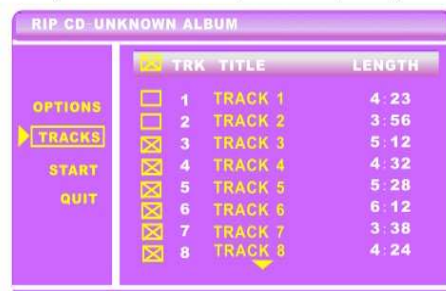 RIP CD-UNKNOWN ALBUM
TRK TITLE LENGTH
OPTIONS
TRACKS
START
QUIT
1 TRACK 1 4:23
2 TRACK 2 3:56
3 TRACK 3 5:12
4 TRACK 4 4:32
5 TRACK 5 5:28
6 TRACK 6 6:12
7 TRACK 7 3:38
8 TRACK 8 4:24